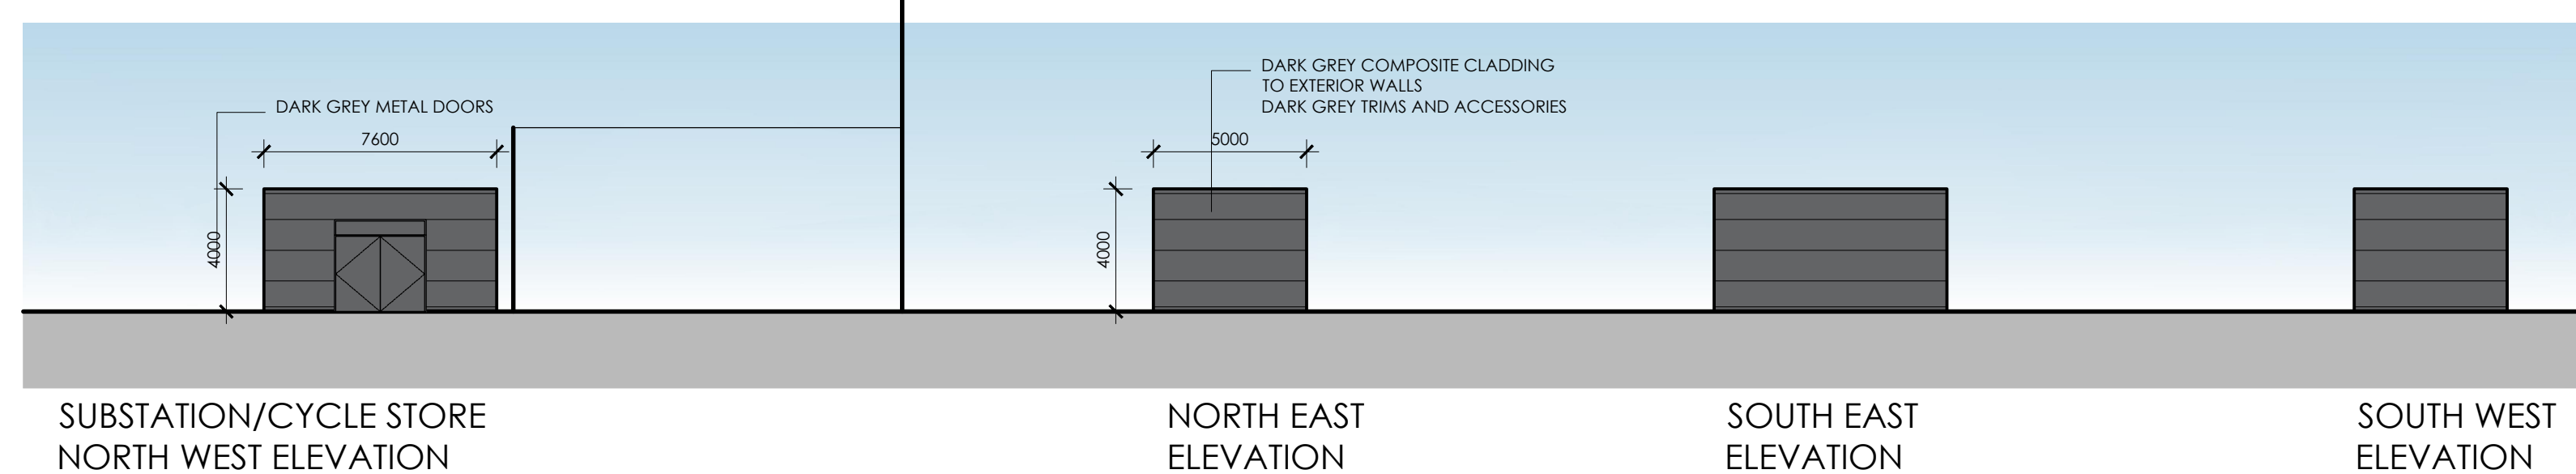 DARK GREY METAL DOORS
7600
4000
DARK GREY COMPOSITE CLADDING
TO EXTERIOR WALLS
DARK GREY TRIMS AND ACCESSORIES
5000
4000
SUBSTATION/CYCLE STORE
NORTH WEST ELEVATION
NORTH EAST
ELEVATION
SOUTH EAST
ELEVATION
SOUTH WEST
ELEVATION